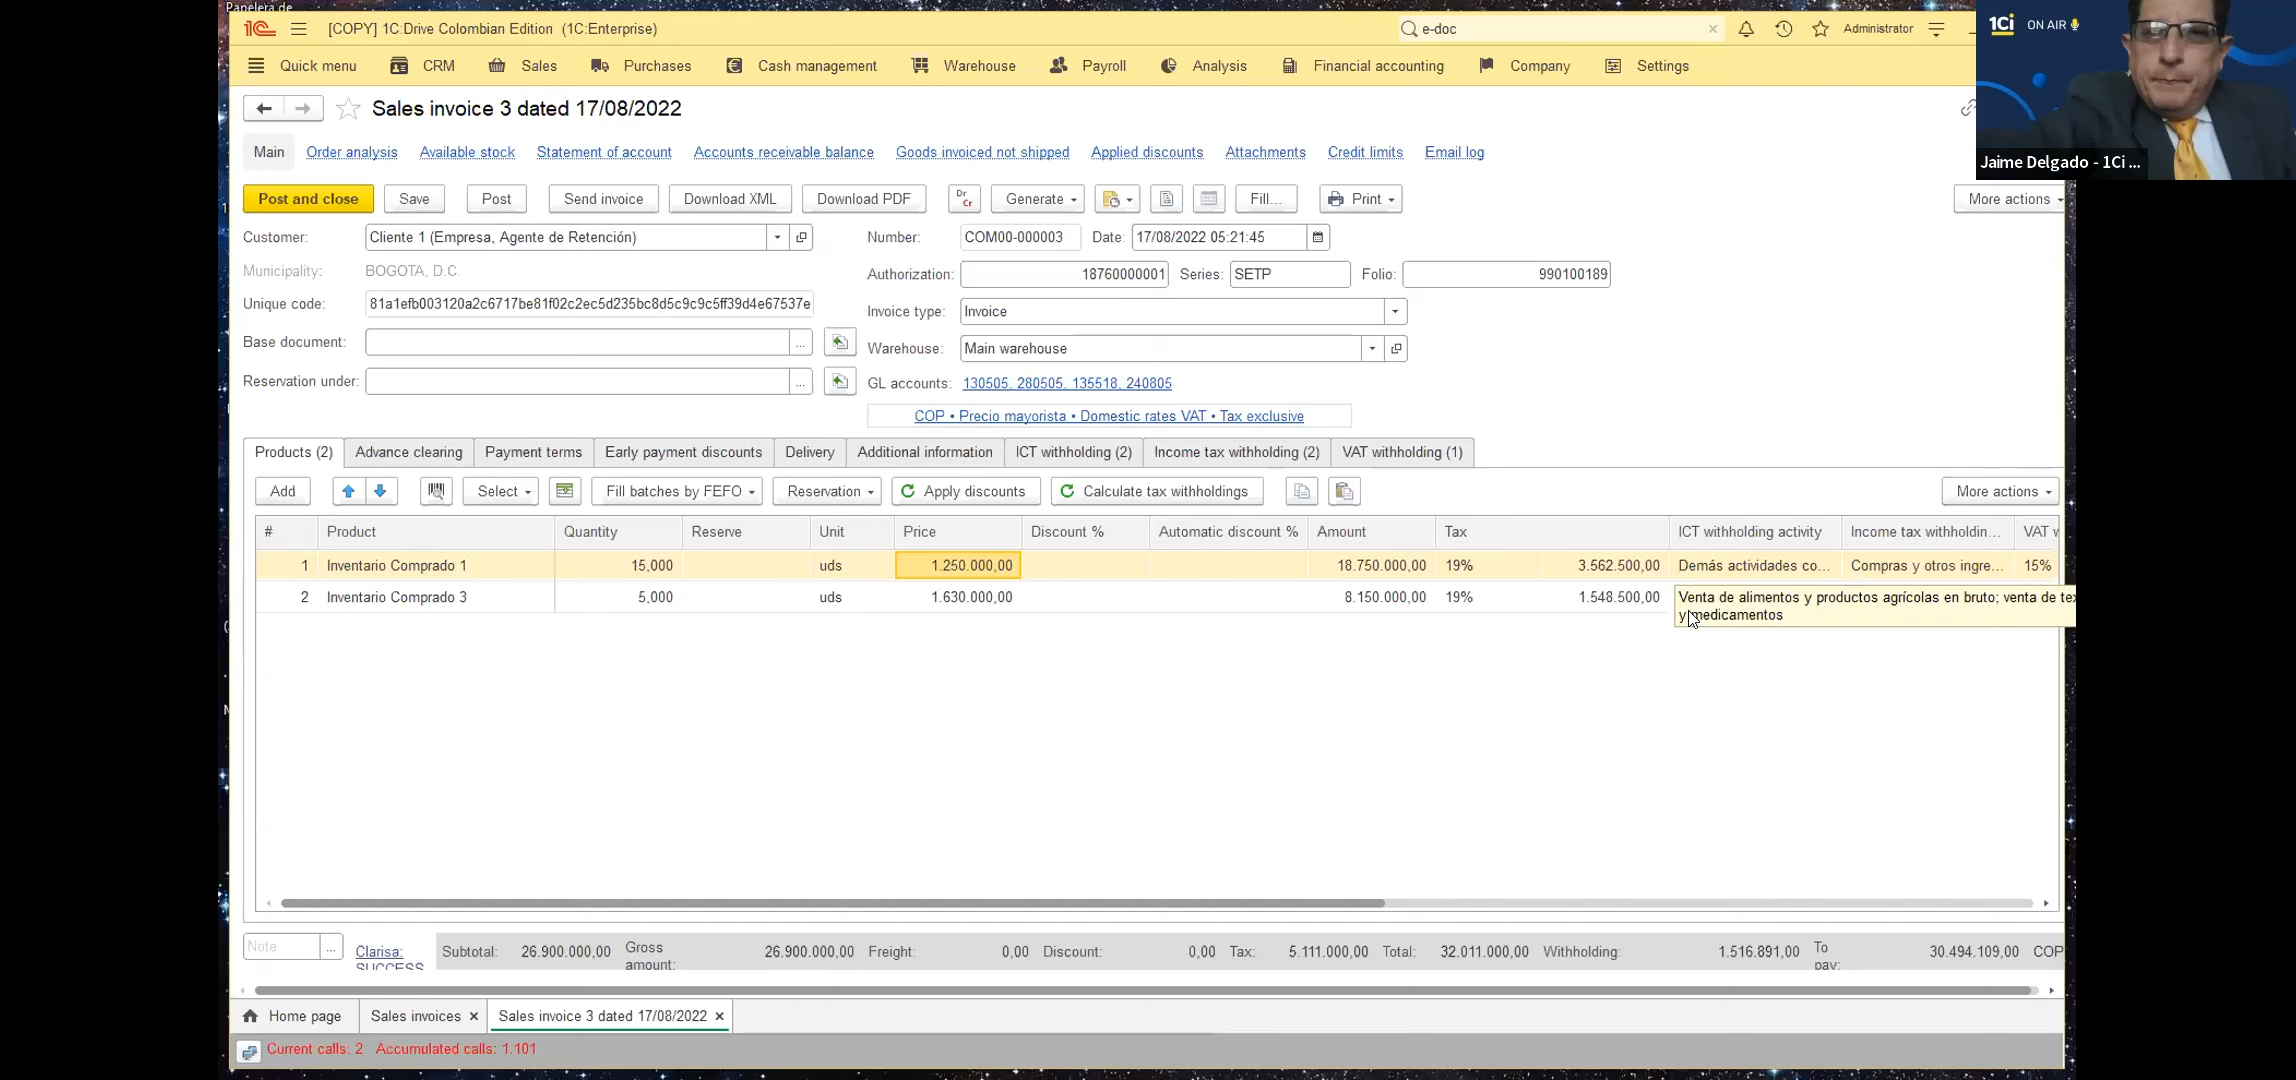 Papelera de
[COPY] 1C:Drive Colombian Edition (1C:Enterprise)
e-doc
Administrator
1Ci ON AIR
Jaime Delgado - 1Ci ...
Quick menu CRM Sales Purchases Cash management Warehouse Payroll Analysis Financial accounting Company Settings
Sales invoice 3 dated 17/08/2022
Main Order analysis Available stock Statement of account Accounts receivable balance Goods invoiced not shipped Applied discounts Attachments Credit limits Email log
Post and close Save Post Send invoice Download XML Download PDF Dr Cr Generate Fill... Print More actions
Customer: Cliente 1 (Empresa, Agente de Retención) Number: COM00-000003 Date: 17/08/2022 05:21:45
Municipality: BOGOTA, D.C. Authorization: 18760000001 Series: SETP Folio: 990100189
Unique code: 81a1efb003120a2c6717be81f02c2ec5d235bc8d5c9c9c5ff39d4e67537e Invoice type: Invoice
Base document: ... Warehouse: Main warehouse
Reservation under: ... GL accounts: 130505, 280505, 135518, 240805
COP • Precio mayorista • Domestic rates VAT • Tax exclusive
Products (2) Advance clearing Payment terms Early payment discounts Delivery Additional information ICT withholding (2) Income tax withholding (2) VAT withholding (1)
Add Select Fill batches by FEFO Reservation Apply discounts Calculate tax withholdings More actions
# Product Quantity Reserve Unit Price Discount % Automatic discount % Amount Tax ICT withholding activity Income tax withholdin... VAT w
1 Inventario Comprado 1 15,000 uds 1.250.000,00 18.750.000,00 19% 3.562.500,00 Demás actividades co... Compras y otros ingre... 15%
2 Inventario Comprado 3 5,000 uds 1.630.000,00 8.150.000,00 19% 1.548.500,00 Venta de alimentos y productos agrícolas en bruto; venta de tex
y medicamentos
Note ... Clarisa: SUCCESS Subtotal: 26.900.000,00 Gross amount: 26.900.000,00 Freight: 0,00 Discount: 0,00 Tax: 5.111.000,00 Total: 32.011.000,00 Withholding: 1.516.891,00 To pay: 30.494.109,00 COP
Home page Sales invoices × Sales invoice 3 dated 17/08/2022 ×
Current calls: 2 Accumulated calls: 1.101